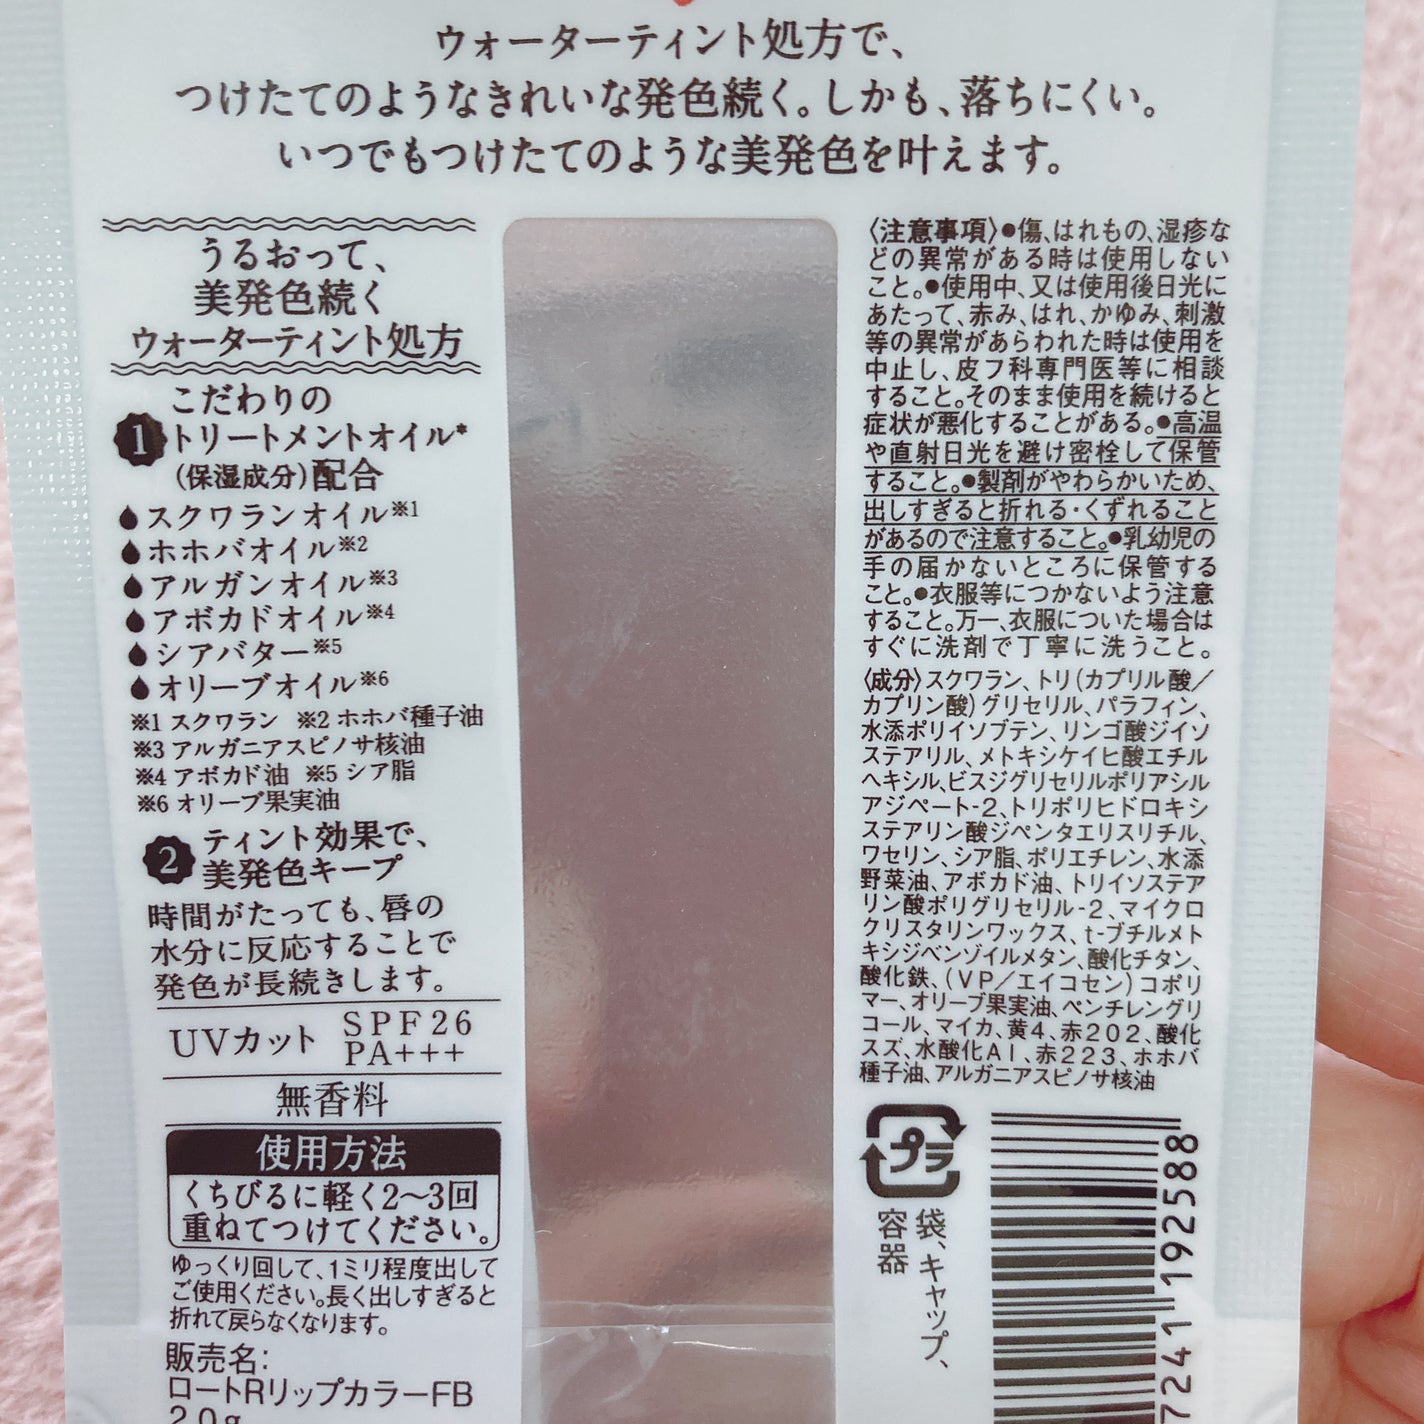 ウォーターティント処方で、
つけたてのようなきれいな発色続く。しかも、落ちにくい。
いつでもつけたてのような美発色を叶えます。
うるおって、
美発色続く
ウォーターティント処方
1
こだわりの
トリートメントオイル*
(保湿成分)配合
スクワランオイル※1
ホホバオイル※2
アルガンオイル※3
アボカドオイル※4
シアバター※5
オリーブオイル※6
※1 スクワラン ※2 ホホバ種子油
※3 アルガニアスピノサ核油
※4 アボカド油 ※5 シア脂
※6 オリーブ果実油
2
ティント効果で、
美発色キープ
時間がたっても、唇の
水分に反応することで
発色が長続きします。
UVカット
SPF26
PA+++
無香料
使用方法
くちびるに軽く2～3回
重ねてつけてください。
ゆっくり回して、1ミリ程度出して
ご使用ください。長く出しすぎると
折れて戻らなくなります。
販売名:
ロートRリップカラーFB
2.0g
〈注意事項〉●傷、はれもの、湿疹な
どの異常がある時は使用しない
こと。●使用中、又は使用後日光に
あたって、赤み、はれ、かゆみ、刺激
等の異常があらわれた時は使用を
中止し、皮フ科専門医等に相談
すること。そのまま使用を続けると
症状が悪化することがある。●高温
や直射日光を避け密栓して保管
すること。●製剤がやわらかいため、
出しすぎると折れる・くずれること
があるので注意すること。●乳幼児の
手の届かないところに保管する
こと。●衣服等につかないよう注意
すること。万一、衣服についた場合は
すぐに洗剤で丁寧に洗うこと。
〈成分〉スクワラン、トリ(カプリル酸／
カプリン酸)グリセリル、パラフィン、
水添ポリイソブテン、リンゴ酸ジイソ
ステアリル、メトキシケイヒ酸エチル
ヘキシル、ビスジグリセリルポリアシル
アジペート-2、トリポリヒドロキシ
ステアリン酸ジペンタエリスリチル、
ワセリン、シア脂、ポリエチレン、水添
野菜油、アボカド油、トリイソステア
リン酸ポリグリセリル-2、マイクロ
クリスタリンワックス、t-ブチルメト
キシジベンゾイルメタン、酸化チタン、
酸化鉄、(VP／エイコセン)コポリ
マー、オリーブ果実油、ペンチレングリ
コール、マイカ、黄4、赤202、酸化
スズ、水酸化Al、赤223、ホホバ
種子油、アルガニアスピノサ核油
プラ
袋、キャップ、
容器
72411192588